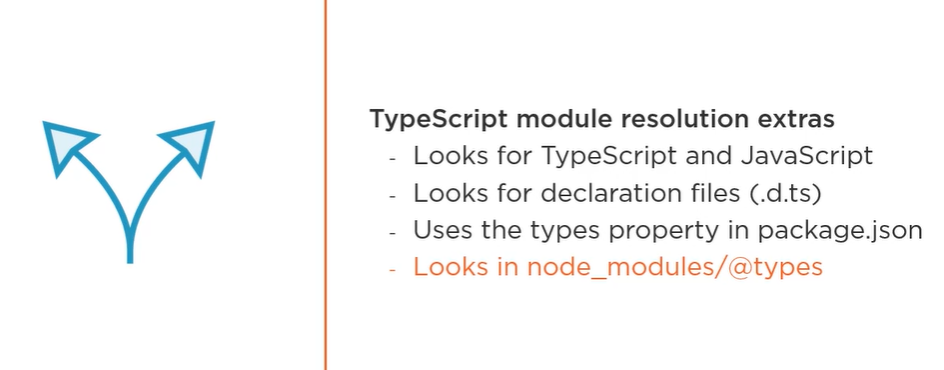 TypeScript module resolution extras
- Looks for TypeScript and JavaScript
- Looks for declaration files (.d.ts)
- Uses the types property in package.json
- Looks in node_modules/@types